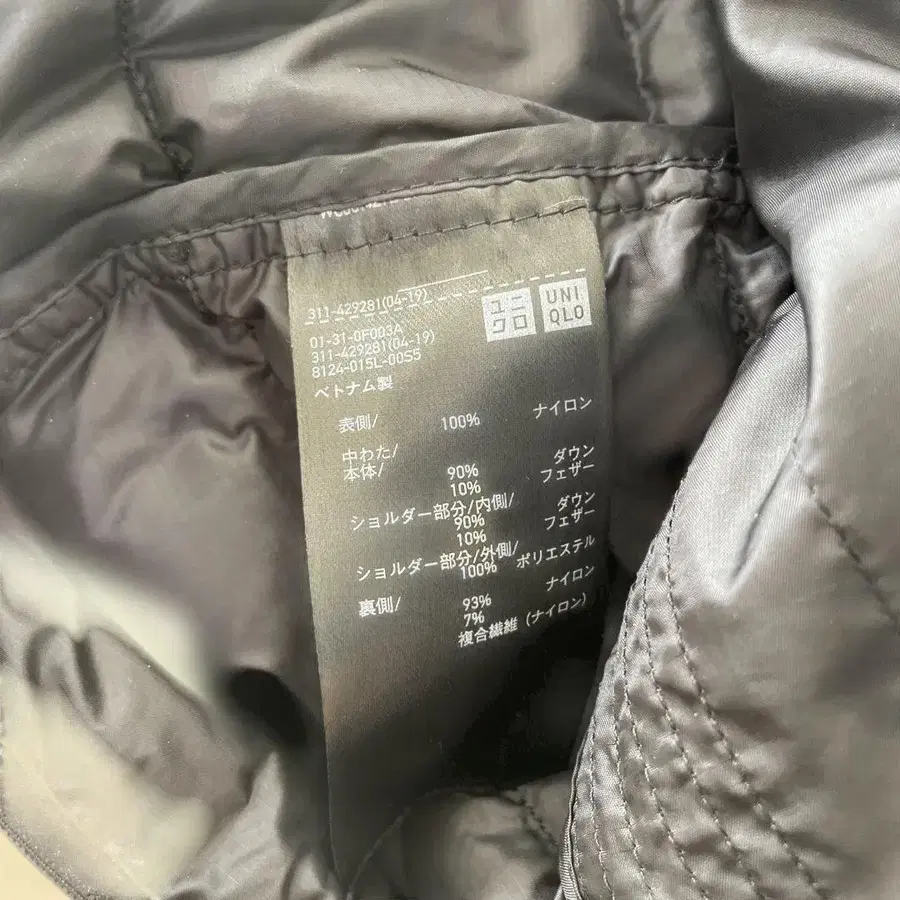 311-429281(04-19)
ユニクロ
UNIQLO
01-31-0F003A
311-429281(04-19)
8124-015L-00S5
ベトナム製
表側/ 100% ナイロン
中わた/
本体/ 90% ダウン
10% フェザー
ショルダー部分/内側/
90% ダウン
10% フェザー
ショルダー部分/外側/
100% ポリエステル
裏側/ 93% ナイロン
7% 複合繊維(ナイロン)